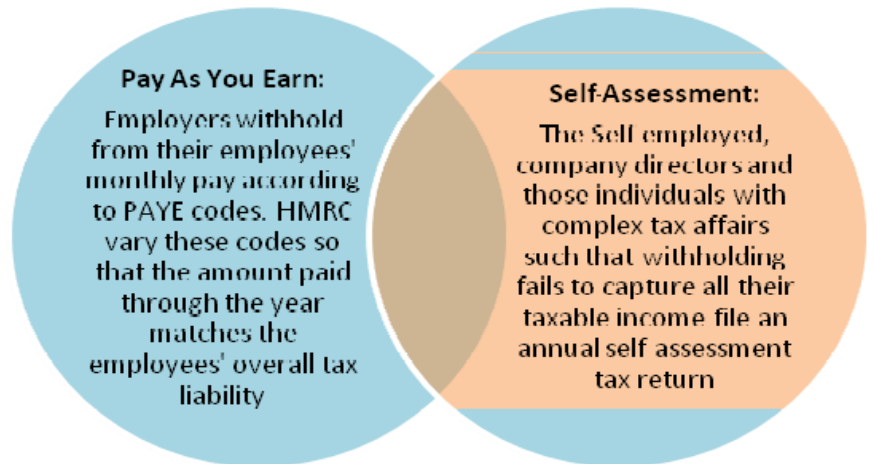 Pay As You Earn:
Employers withhold
from their employees'
monthly pay according
to PAYE codes. HMRC
vary these codes so
that the amount paid
through the year
matches the
employees' overall tax
liability
Self-Assessment:
The Self employed,
company directors and
those individuals with
complex tax affairs
such that withholding
fails to capture all their
taxable income file an
annual self assessment
tax return